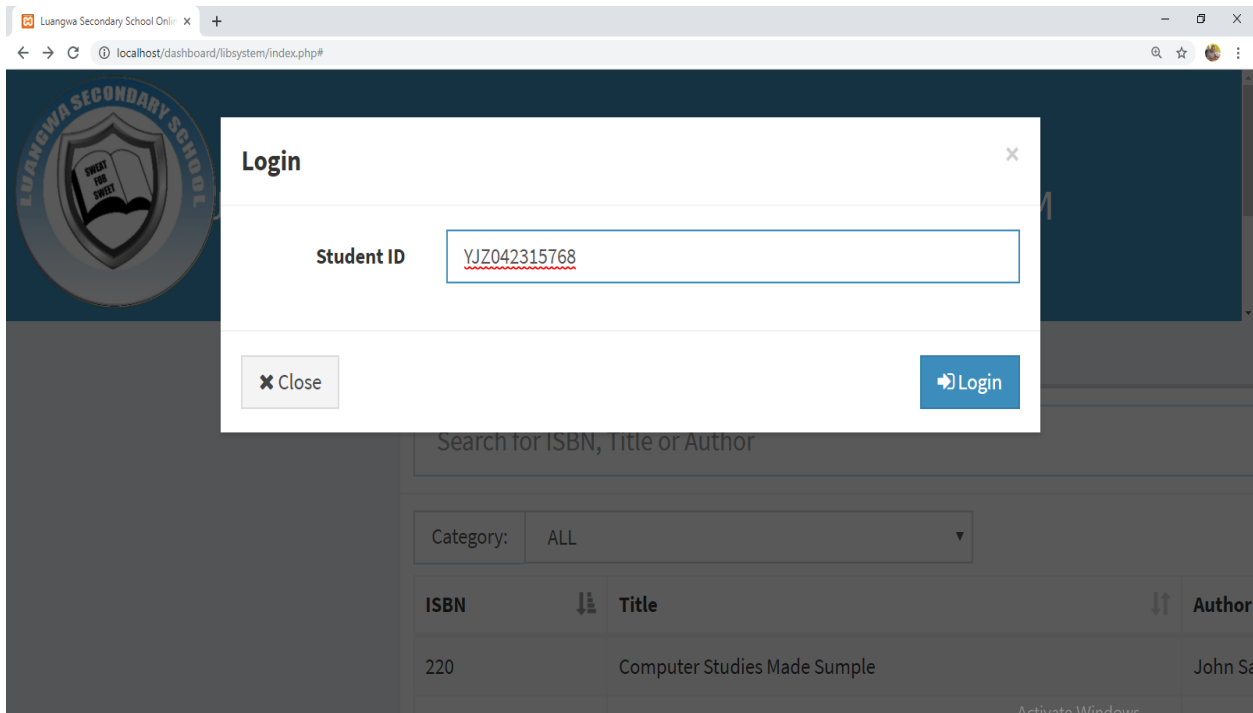 Luangwa Secondary School Onlin
localhost/dashboard/libsystem/index.php#
LUANGWA SECONDARY SCHOOL
SWEAT
FOR
SWEET
M
Login
×
Student ID
YJZ042315768
Close
Login
Search for ISBN, Title or Author
Category:
ALL
ISBN
Title
Author
220
Computer Studies Made Sumple
John Sa
Activate Windows